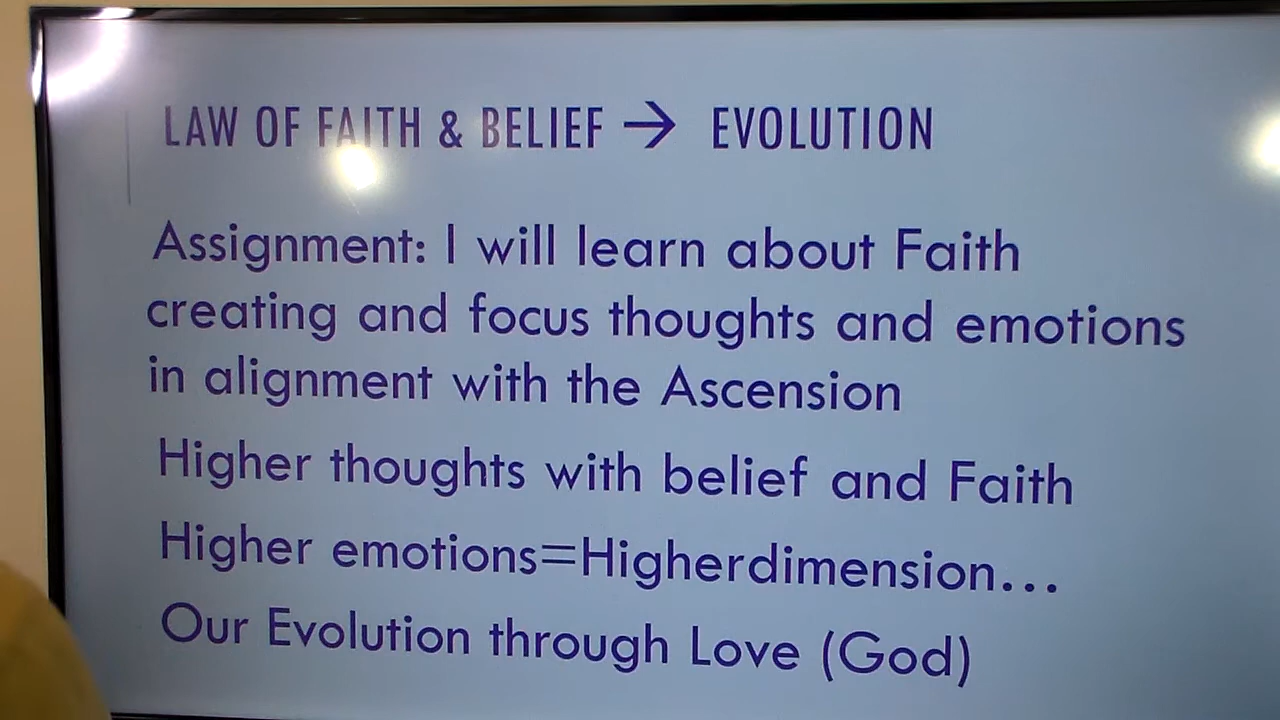 LAW OF FAITH & BELIEF → EVOLUTION
Assignment: I will learn about Faith
creating and focus thoughts and emotions
in alignment with the Ascension
Higher thoughts with belief and Faith
Higher emotions=Higherdimension...
Our Evolution through Love (God)